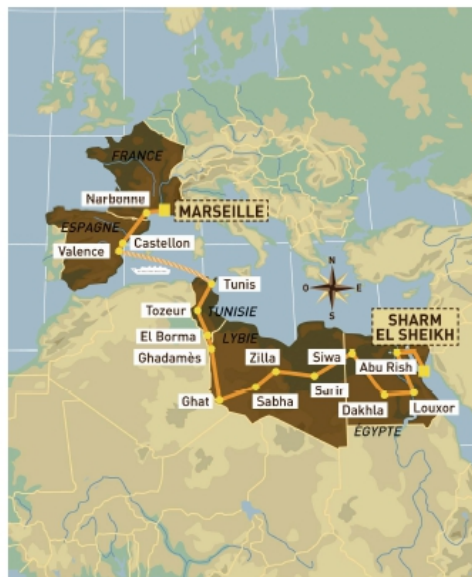 FRANCE
Narbonne
MARSEILLE
ESPAGNE
Castellon
Valence
Tunis
N
O
E
S
Tozeur
TUNISIE
SHARM
EL SHEIKH
El Borma
LYBIE
Ghadamès
Zilla
Siwa
Abu Rish
Ghat
Sabha
Sarir
Dakhla
Louxor
ÉGYPTE